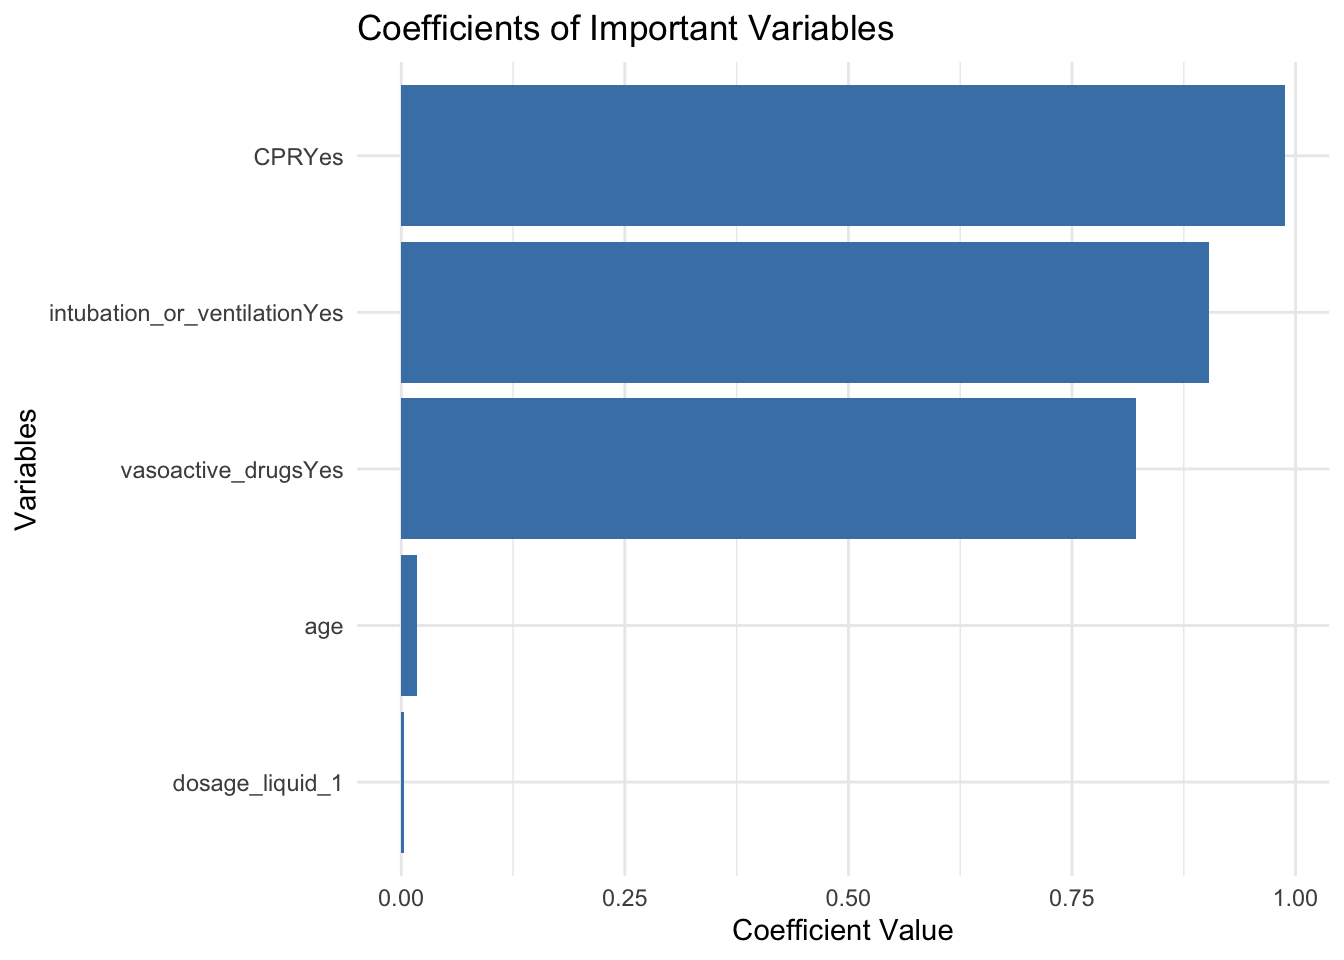 Coefficients of Important Variables
CPRYes
intubation_or_ventilationYes
vasoactive_drugsYes
age
dosage_liquid_1
Variables
0.00 0.25 0.50 0.75 1.00
Coefficient Value